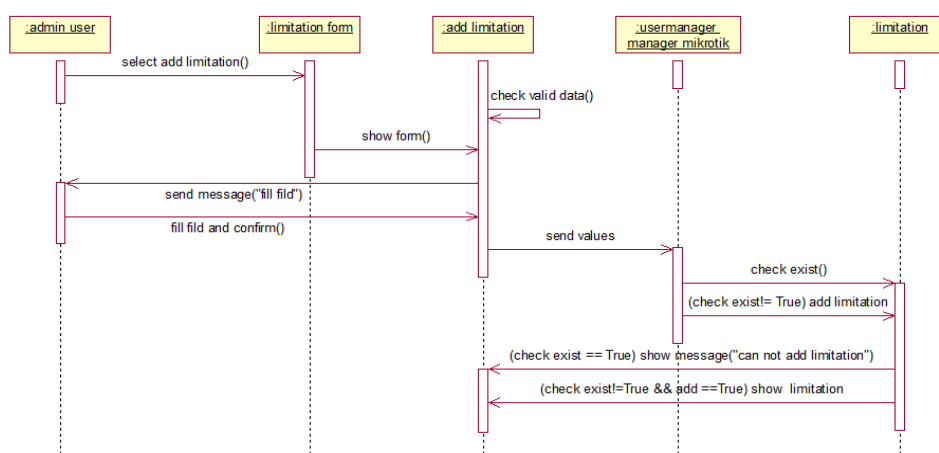 :admin user
:limitation form
:add limitation
:usermanager
manager mikrotik
:limitation
select add limitation()
check valid data()
show form()
send message("fill fild")
fill fild and confirm()
send values
check exist()
(check exist!= True) add limitation
(check exist == True) show message("can not add limitation")
(check exist!=True && add ==True) show limitation